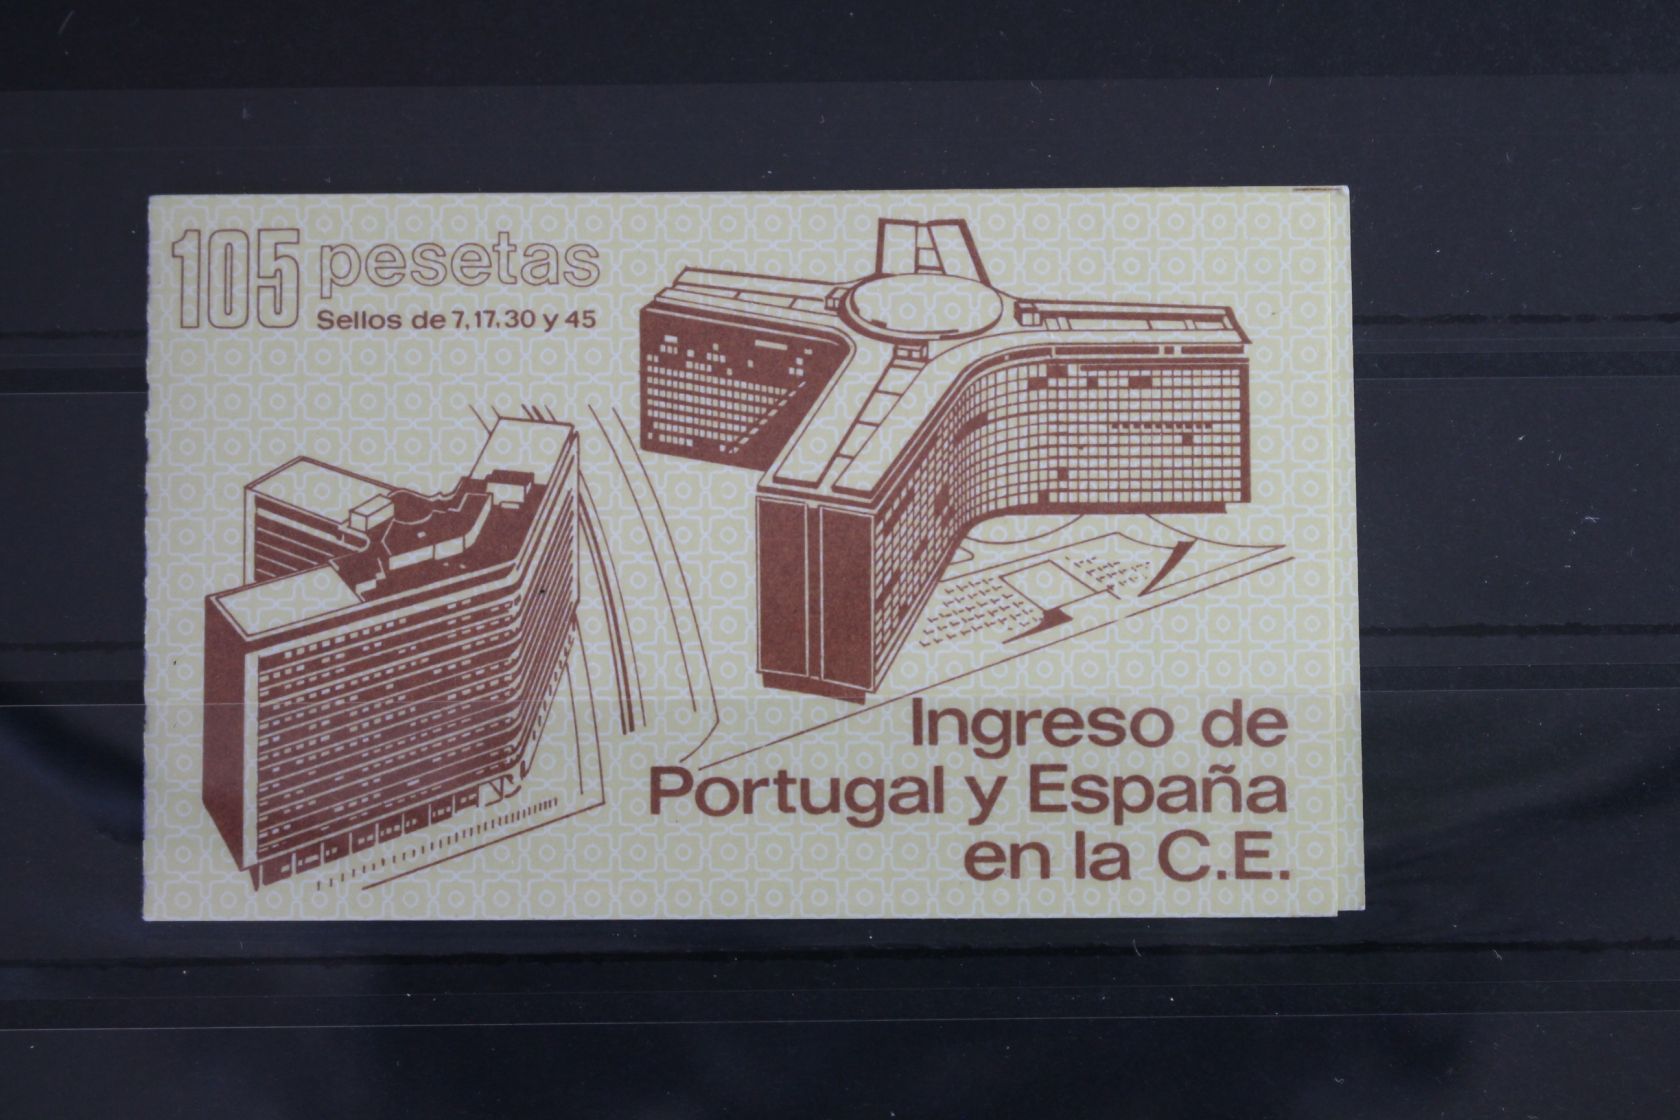 105 pesetas
Sellos de 7, 17, 30 y 45
Ingreso de
Portugal y España
en la C.E.